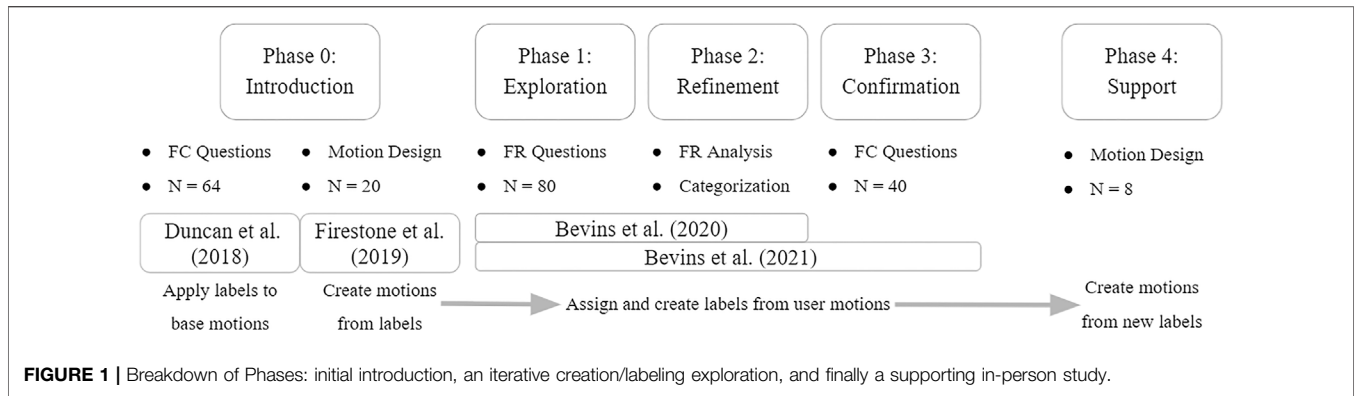 Phase 0:
Introduction
Phase 1:
Exploration
Phase 2:
Refinement
Phase 3:
Confirmation
Phase 4:
Support
● FC Questions
● N = 64
● Motion Design
● N = 20
● FR Questions
● N = 80
● FR Analysis
● Categorization
● FC Questions
● N = 40
● Motion Design
● N = 8
Duncan et al.
(2018)
Firestone et al.
(2019)
Bevins et al. (2020)
Bevins et al. (2021)
Apply labels to
base motions
Create motions
from labels
Assign and create labels from user motions
Create motions
from new labels
FIGURE 1 | Breakdown of Phases: initial introduction, an iterative creation/labeling exploration, and finally a supporting in-person study.